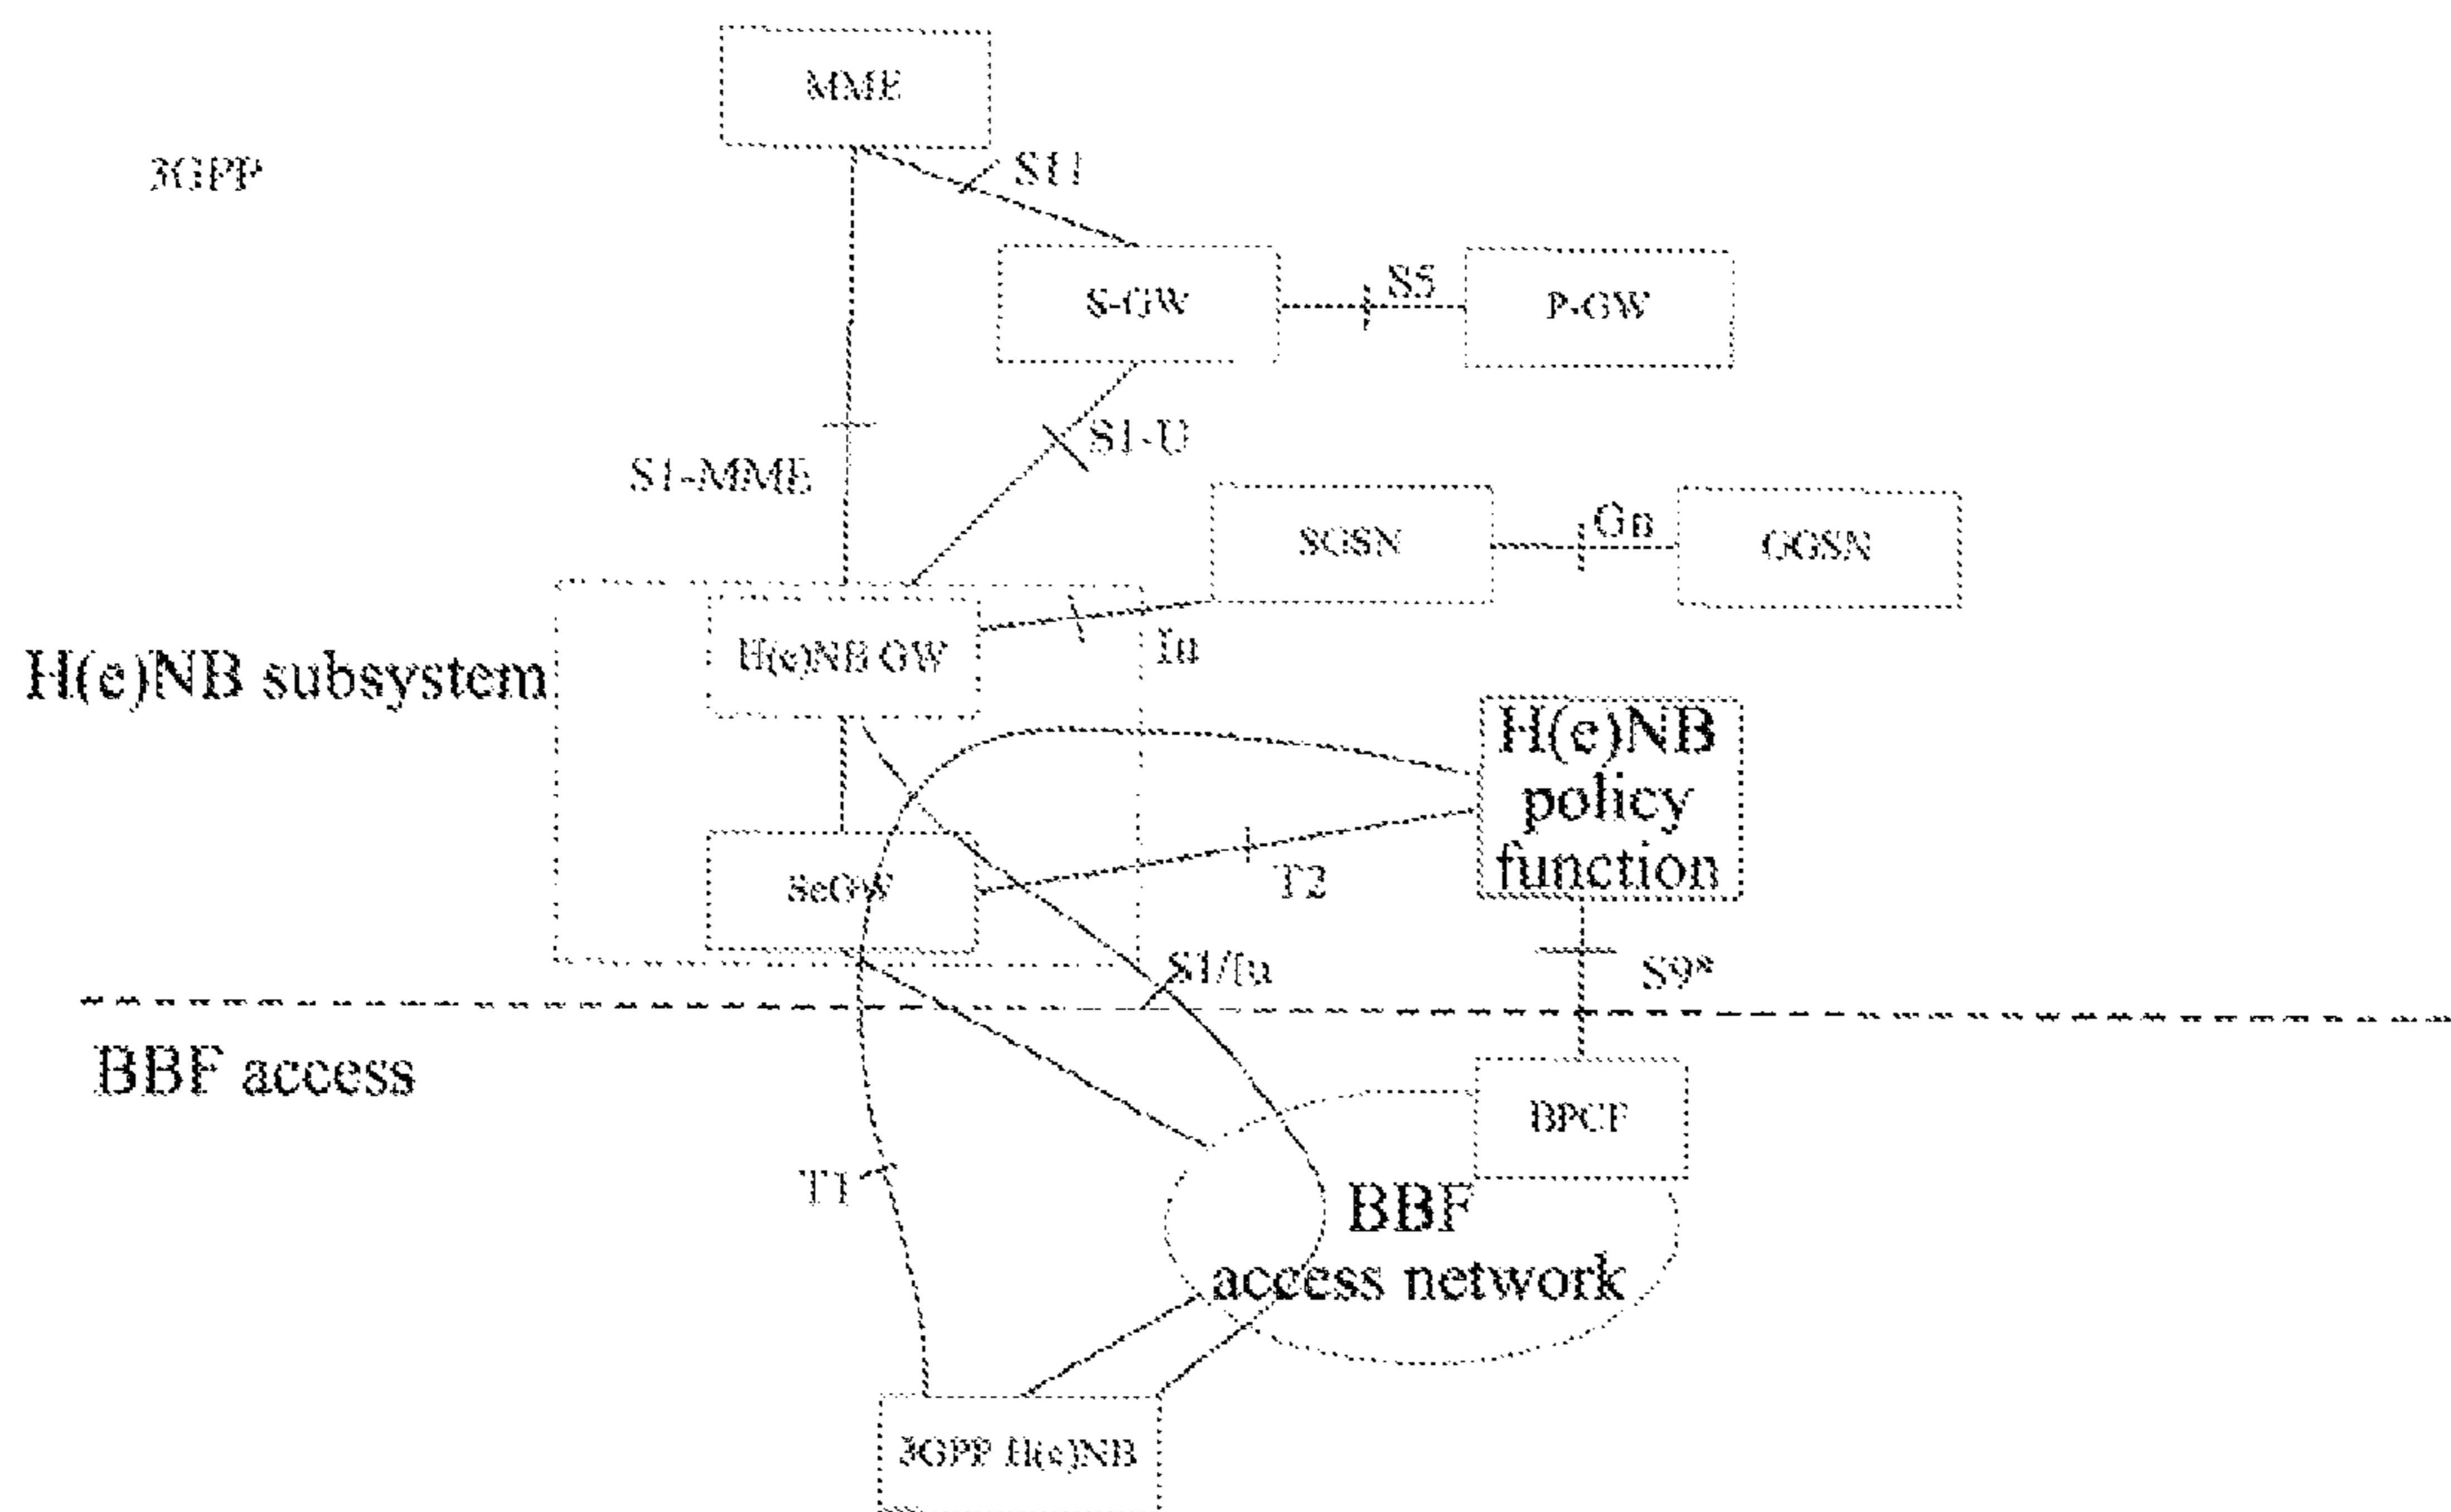 MME
3GPP
S11
S-GW
S5
P-GW
S1-U
S1-MME
SGSN
Gn
GGSN
H(e)NB GW
Iu
H(e)NB subsystem
H(e)NB
policy
function
SeGW
T2
S1/Iu
S9*
BBF access
BPCF
T1
BBF
access network
3GPP H(e)NB